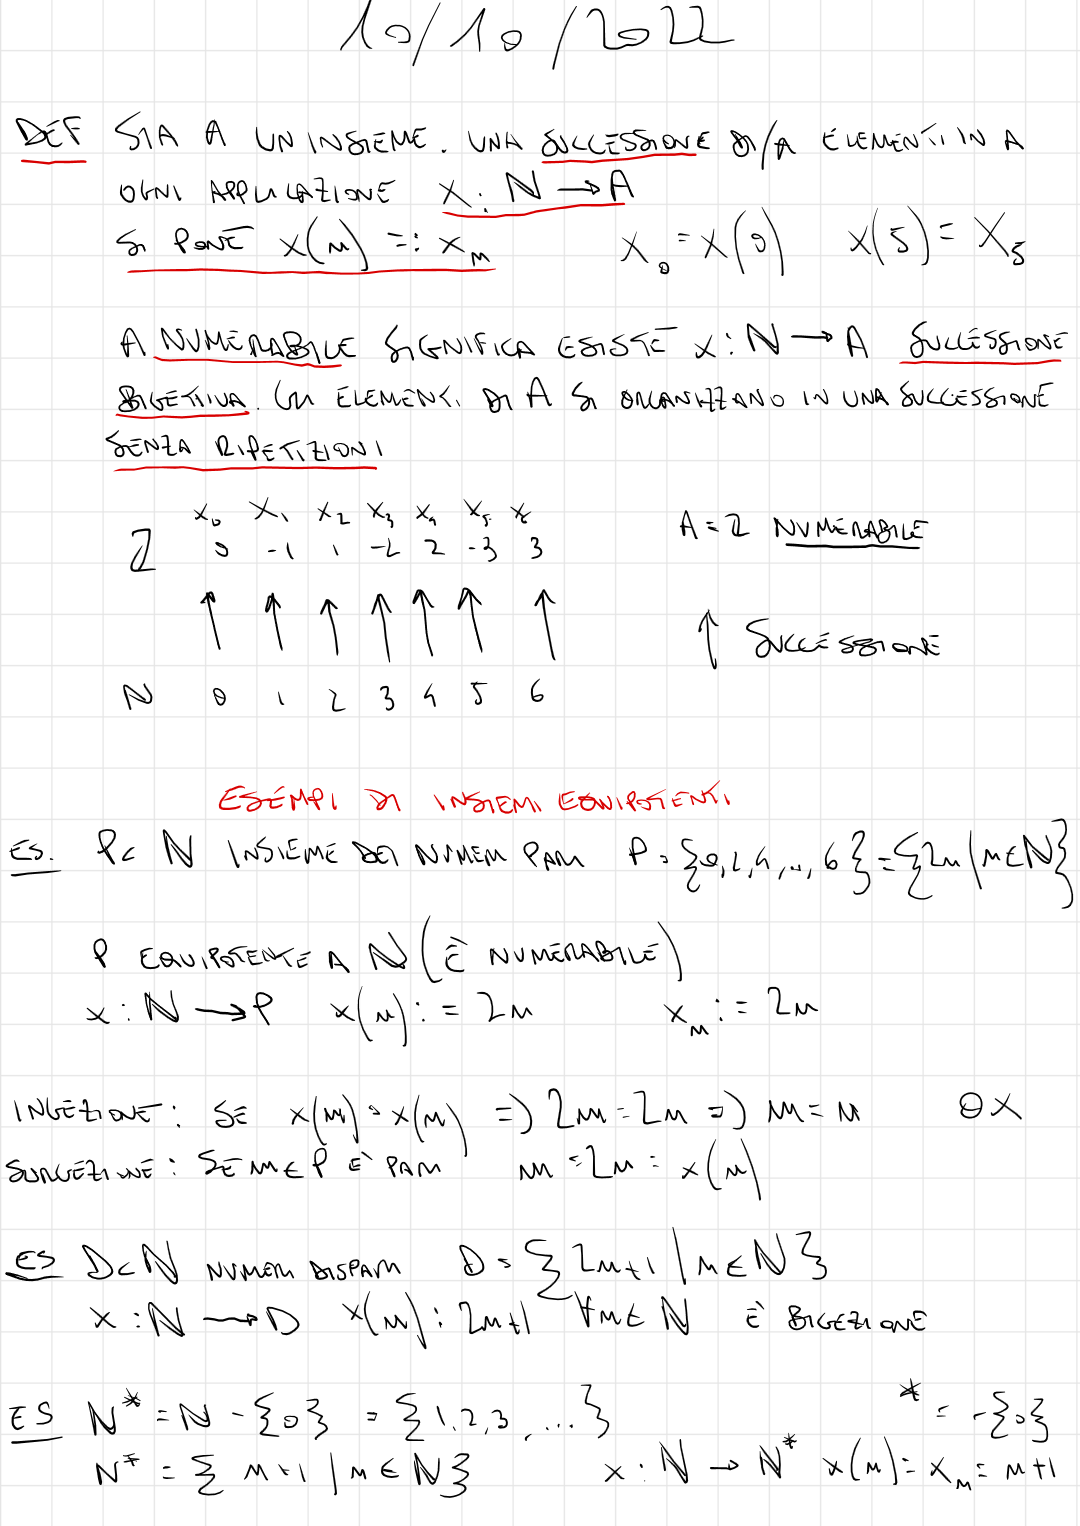 10/10/2022
DEF SIA A UN INSIEME. UNA SUCCESSIONE DI/A ELEMENTI IN A
OGNI APPLICAZIONE X : ℕ → A
SI PONE X(n) =: Xₙ X₀ = X(0) X(5) = X₅
A NUMERABILE SIGNIFICA ESISTE X : ℕ → A SUCCESSIONE
BIGETTIVA. GLI ELEMENTI DI A SI ORGANIZZANO IN UNA SUCCESSIONE
SENZA RIPETIZIONI
X₀ X₁ X₂ X₃ X₄ X₅ X₆
Z 0 -1 1 -2 2 -3 3
A = Z NUMERABILE
↑ ↑ ↑ ↑ ↑ ↑ ↑
↑ SUCCESSIONE
N 0 1 2 3 4 5 6
ESEMPI DI INSIEMI EQUIPOTENTI
ES. P ⊂ ℕ INSIEME DEI NUMERI PARI P = {0,2,4,..,6} = {2n | n ∈ ℕ}
P EQUIPOTENTE A ℕ (È NUMERABILE)
X : ℕ → P X(n) := 2n Xₙ := 2n
INGEZIONE : SE X(m) = X(n) => 2m = 2n => m = n OK
SURGEZIONE : SE m ∈ P È PARI m = 2n = X(n)
ES D ⊂ ℕ NUMERI DISPARI D = {2n+1 | n ∈ ℕ}
X : ℕ → D X(n) : 2n+1 ∀n ∈ ℕ È BIGEZIONE
ES ℕ* = ℕ - {0} = {1,2,3,...} * = -{0}
ℕ* = {n+1 | n ∈ ℕ} X : ℕ → ℕ* X(n) = Xₙ = n+1